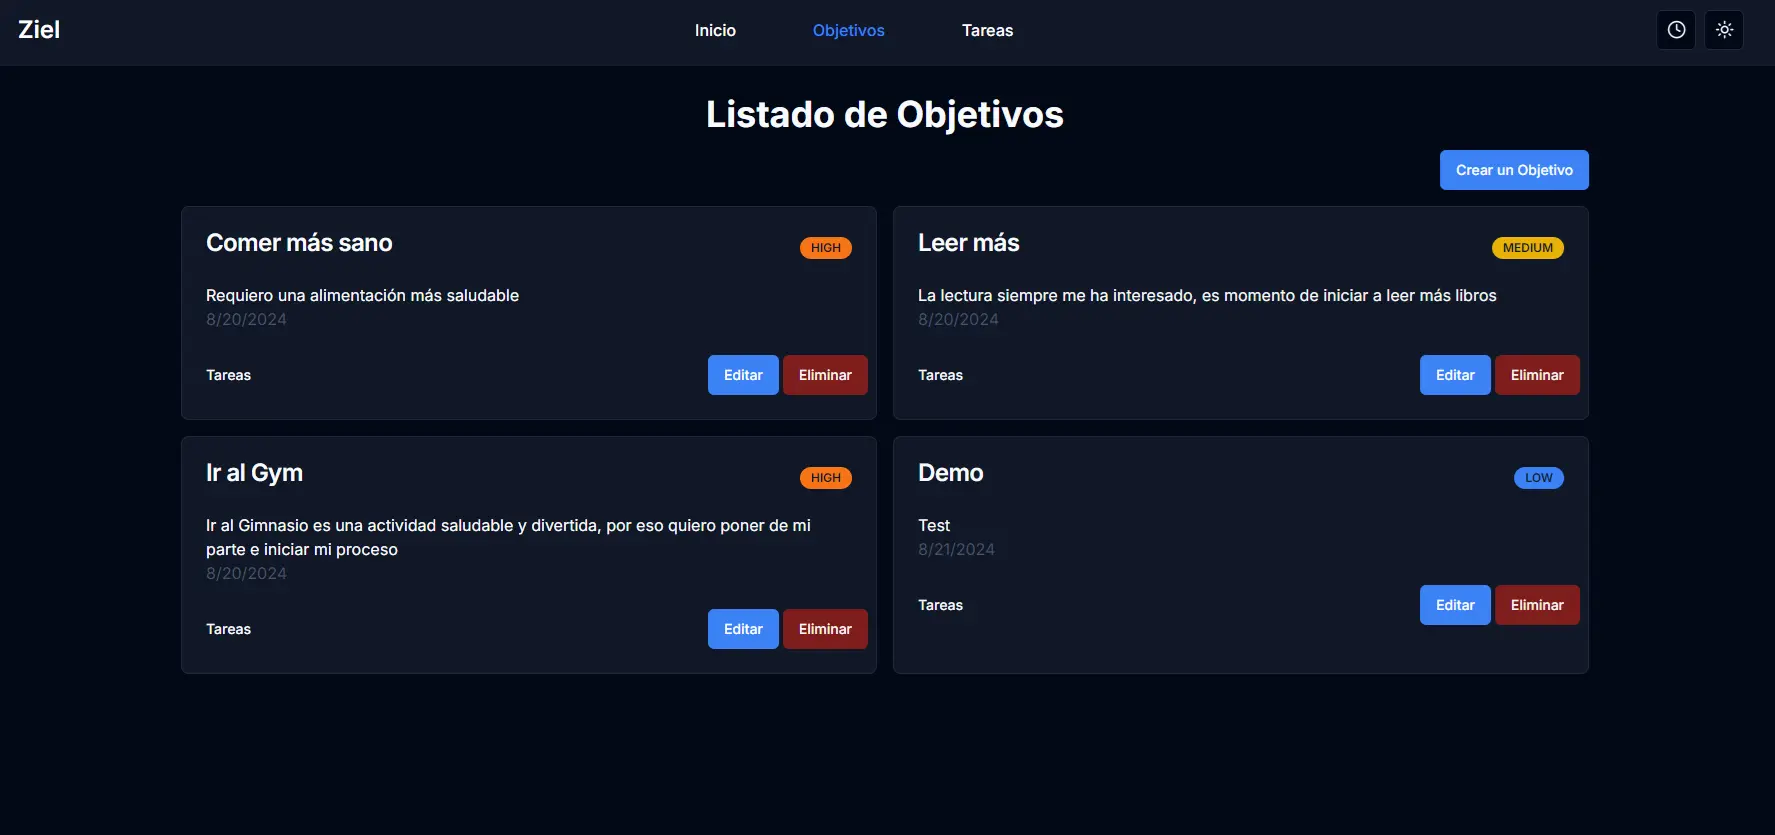 Ziel
Inicio
Objetivos
Tareas
Listado de Objetivos
Crear un Objetivo
Comer más sano
HIGH
Requiero una alimentación más saludable
8/20/2024
Tareas
Editar
Eliminar
Leer más
MEDIUM
La lectura siempre me ha interesado, es momento de iniciar a leer más libros
8/20/2024
Tareas
Editar
Eliminar
Ir al Gym
HIGH
Ir al Gimnasio es una actividad saludable y divertida, por eso quiero poner de mi
parte e iniciar mi proceso
8/20/2024
Tareas
Editar
Eliminar
Demo
LOW
Test
8/21/2024
Tareas
Editar
Eliminar